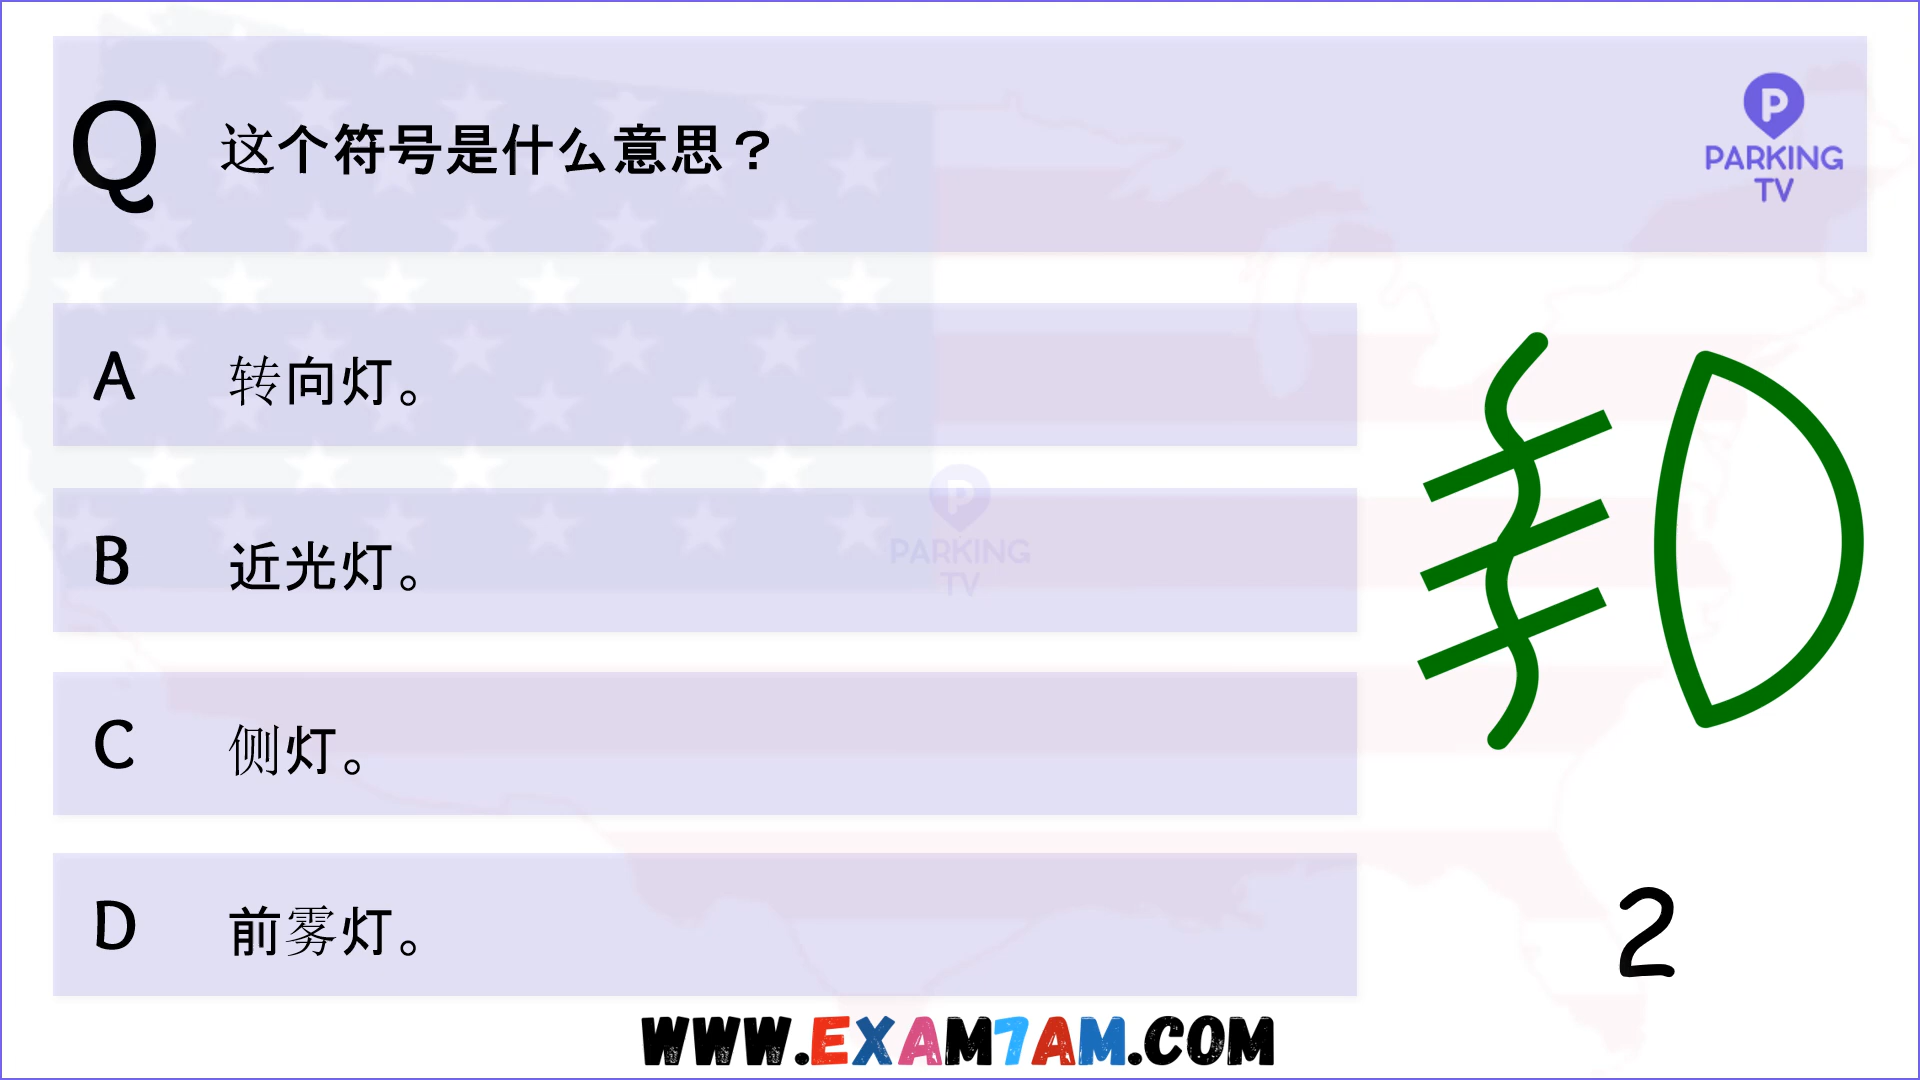 Q 这个符号是什么意思？
PARKING
TV
A 转向灯。
B 近光灯。
PARKING
TV
C 侧灯。
D 前雾灯。
2
WWW.EXAM7AM.COM